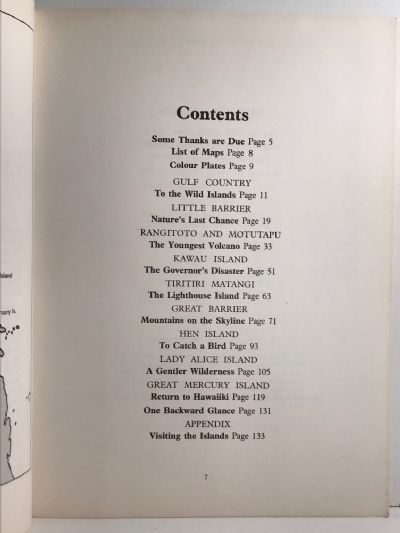 Contents
Some Thanks are Due Page 5
List of Maps Page 8
Colour Plates Page 9
GULF COUNTRY
To the Wild Islands Page 11
LITTLE BARRIER
Nature's Last Chance Page 19
RANGITOTO AND MOTUTAPU
The Youngest Volcano Page 33
KAWAU ISLAND
The Governor's Disaster Page 51
TIRITIRI MATANGI
The Lighthouse Island Page 63
GREAT BARRIER
Mountains on the Skyline Page 71
HEN ISLAND
To Catch a Bird Page 93
LADY ALICE ISLAND
A Gentler Wilderness Page 105
GREAT MERCURY ISLAND
Return to Hawaiiki Page 119
One Backward Glance Page 131
APPENDIX
Visiting the Islands Page 133
7
Island
rcury Is.